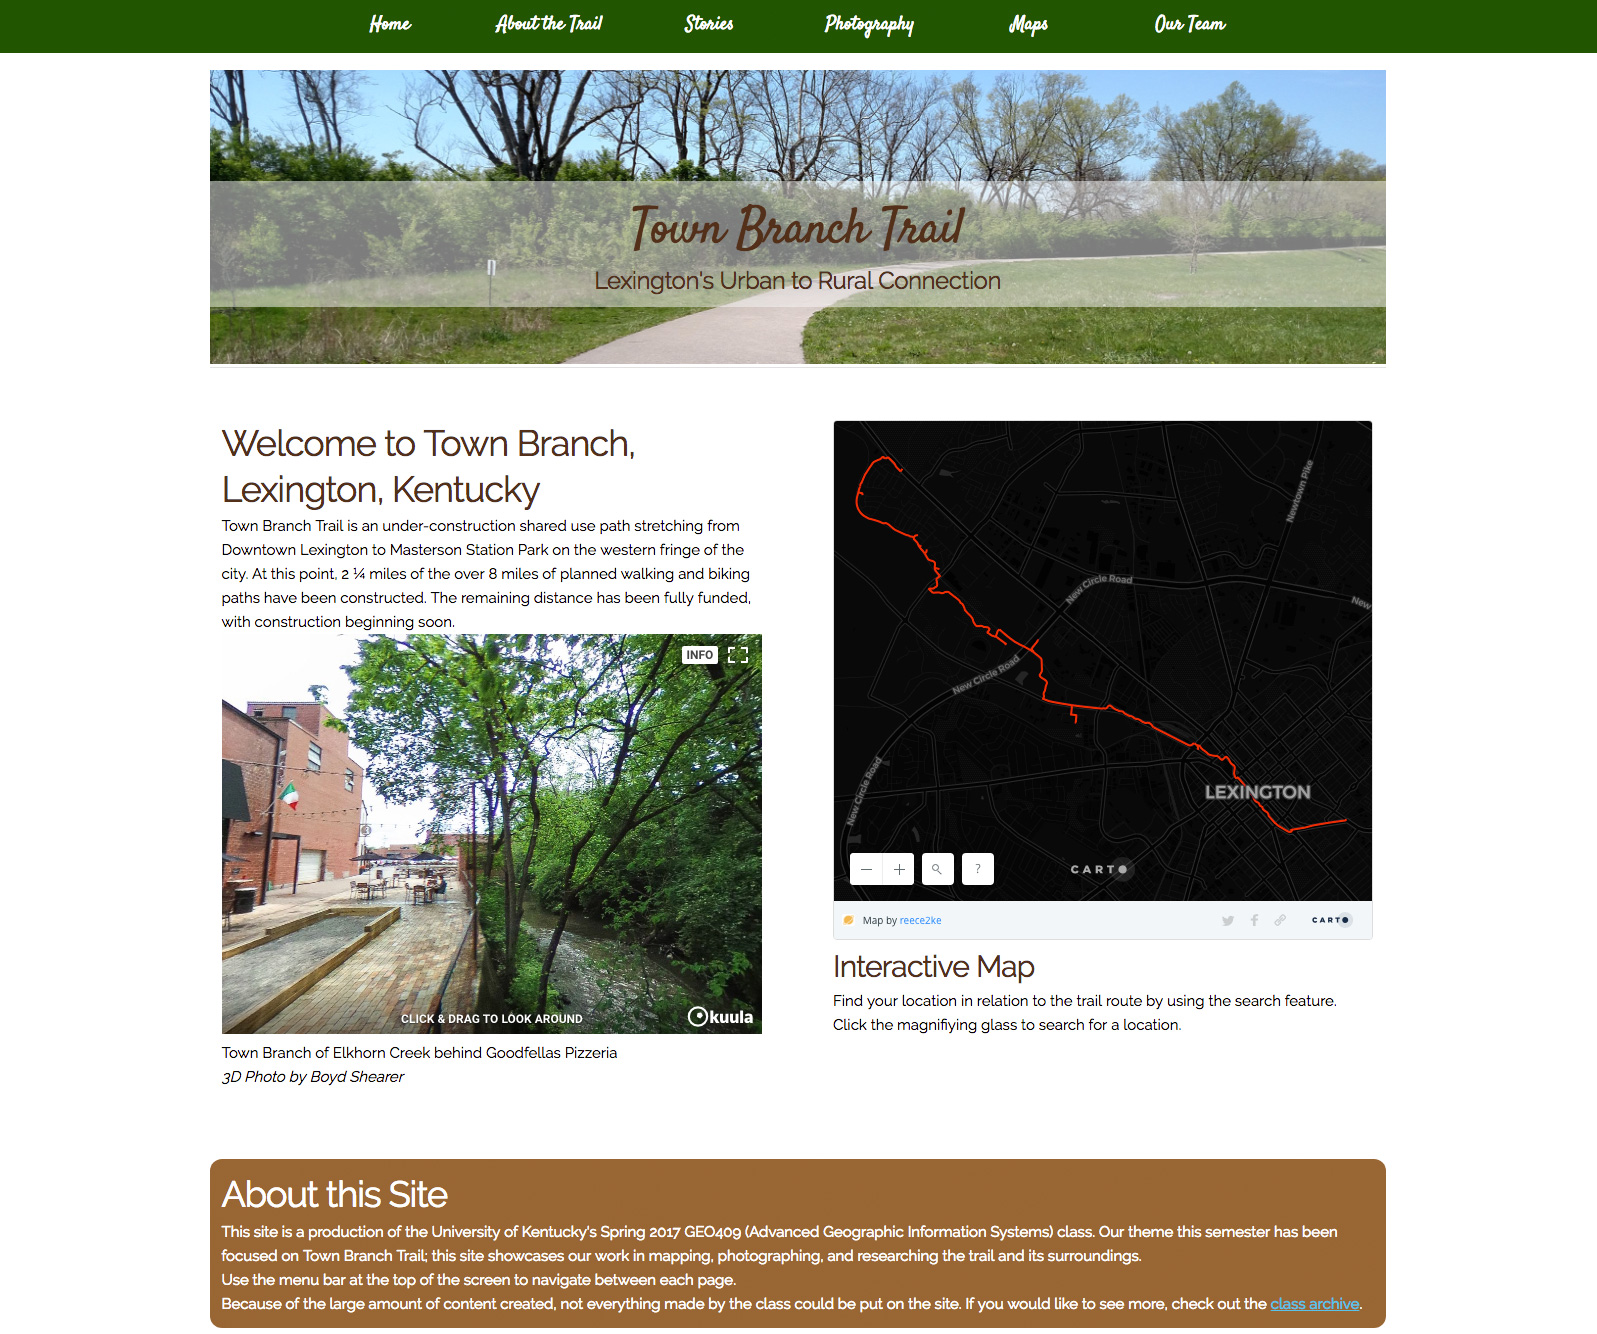 Home About the Trail Stories Photography Maps Our Team
Town Branch Trail
Lexington's Urban to Rural Connection
Welcome to Town Branch,
Lexington, Kentucky
Town Branch Trail is an under-construction shared use path stretching from
Downtown Lexington to Masterson Station Park on the western fringe of the
city. At this point, 2 ¼ miles of the over 8 miles of planned walking and biking
paths have been constructed. The remaining distance has been fully funded,
with construction beginning soon.
INFO
CLICK & DRAG TO LOOK AROUND
kuula
Town Branch of Elkhorn Creek behind Goodfellas Pizzeria
3D Photo by Boyd Shearer
Newtown Pike
New Circle Road
New
New Circle Road
New Circle Road
LEXINGTON
− + ?
CARTO
Map by reece2ke
CARTO
Interactive Map
Find your location in relation to the trail route by using the search feature.
Click the magnifiying glass to search for a location.
About this Site
This site is a production of the University of Kentucky's Spring 2017 GEO409 (Advanced Geographic Information Systems) class. Our theme this semester has been
focused on Town Branch Trail; this site showcases our work in mapping, photographing, and researching the trail and its surroundings.
Use the menu bar at the top of the screen to navigate between each page.
Because of the large amount of content created, not everything made by the class could be put on the site. If you would like to see more, check out the class archive.